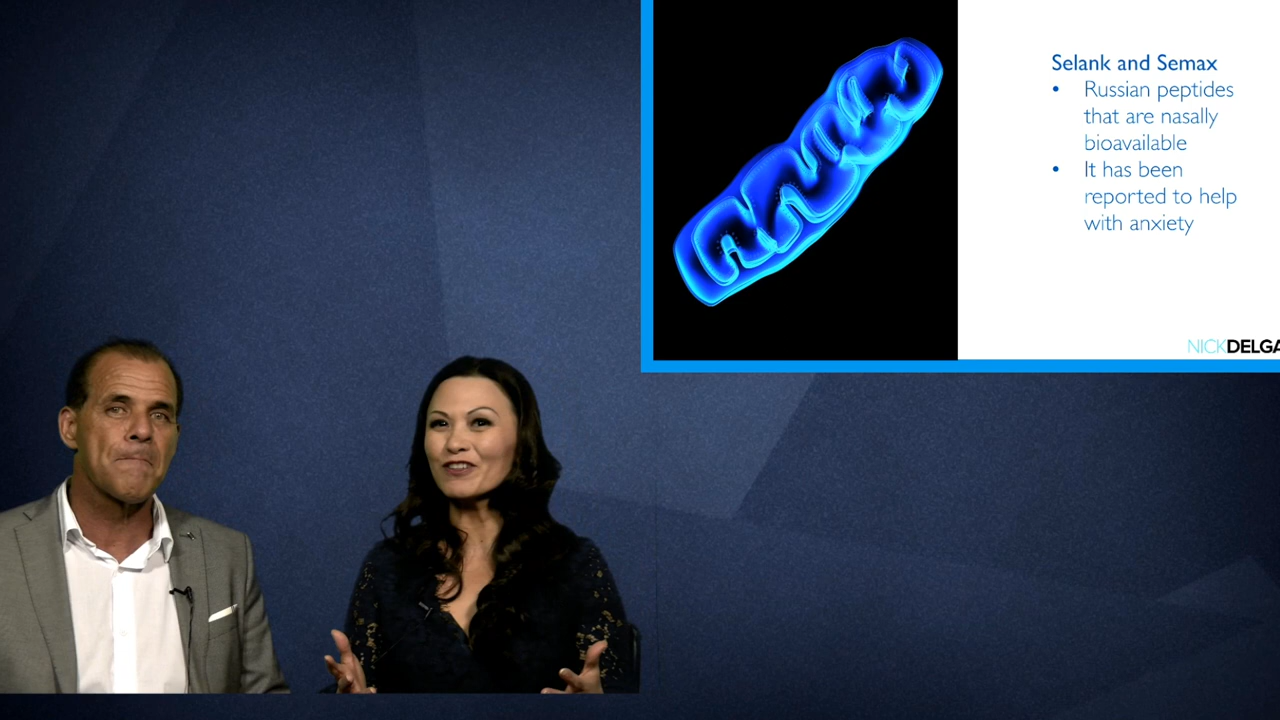 Selank and Semax
• Russian peptides
that are nasally
bioavailable
• It has been
reported to help
with anxiety
NICKDELGA